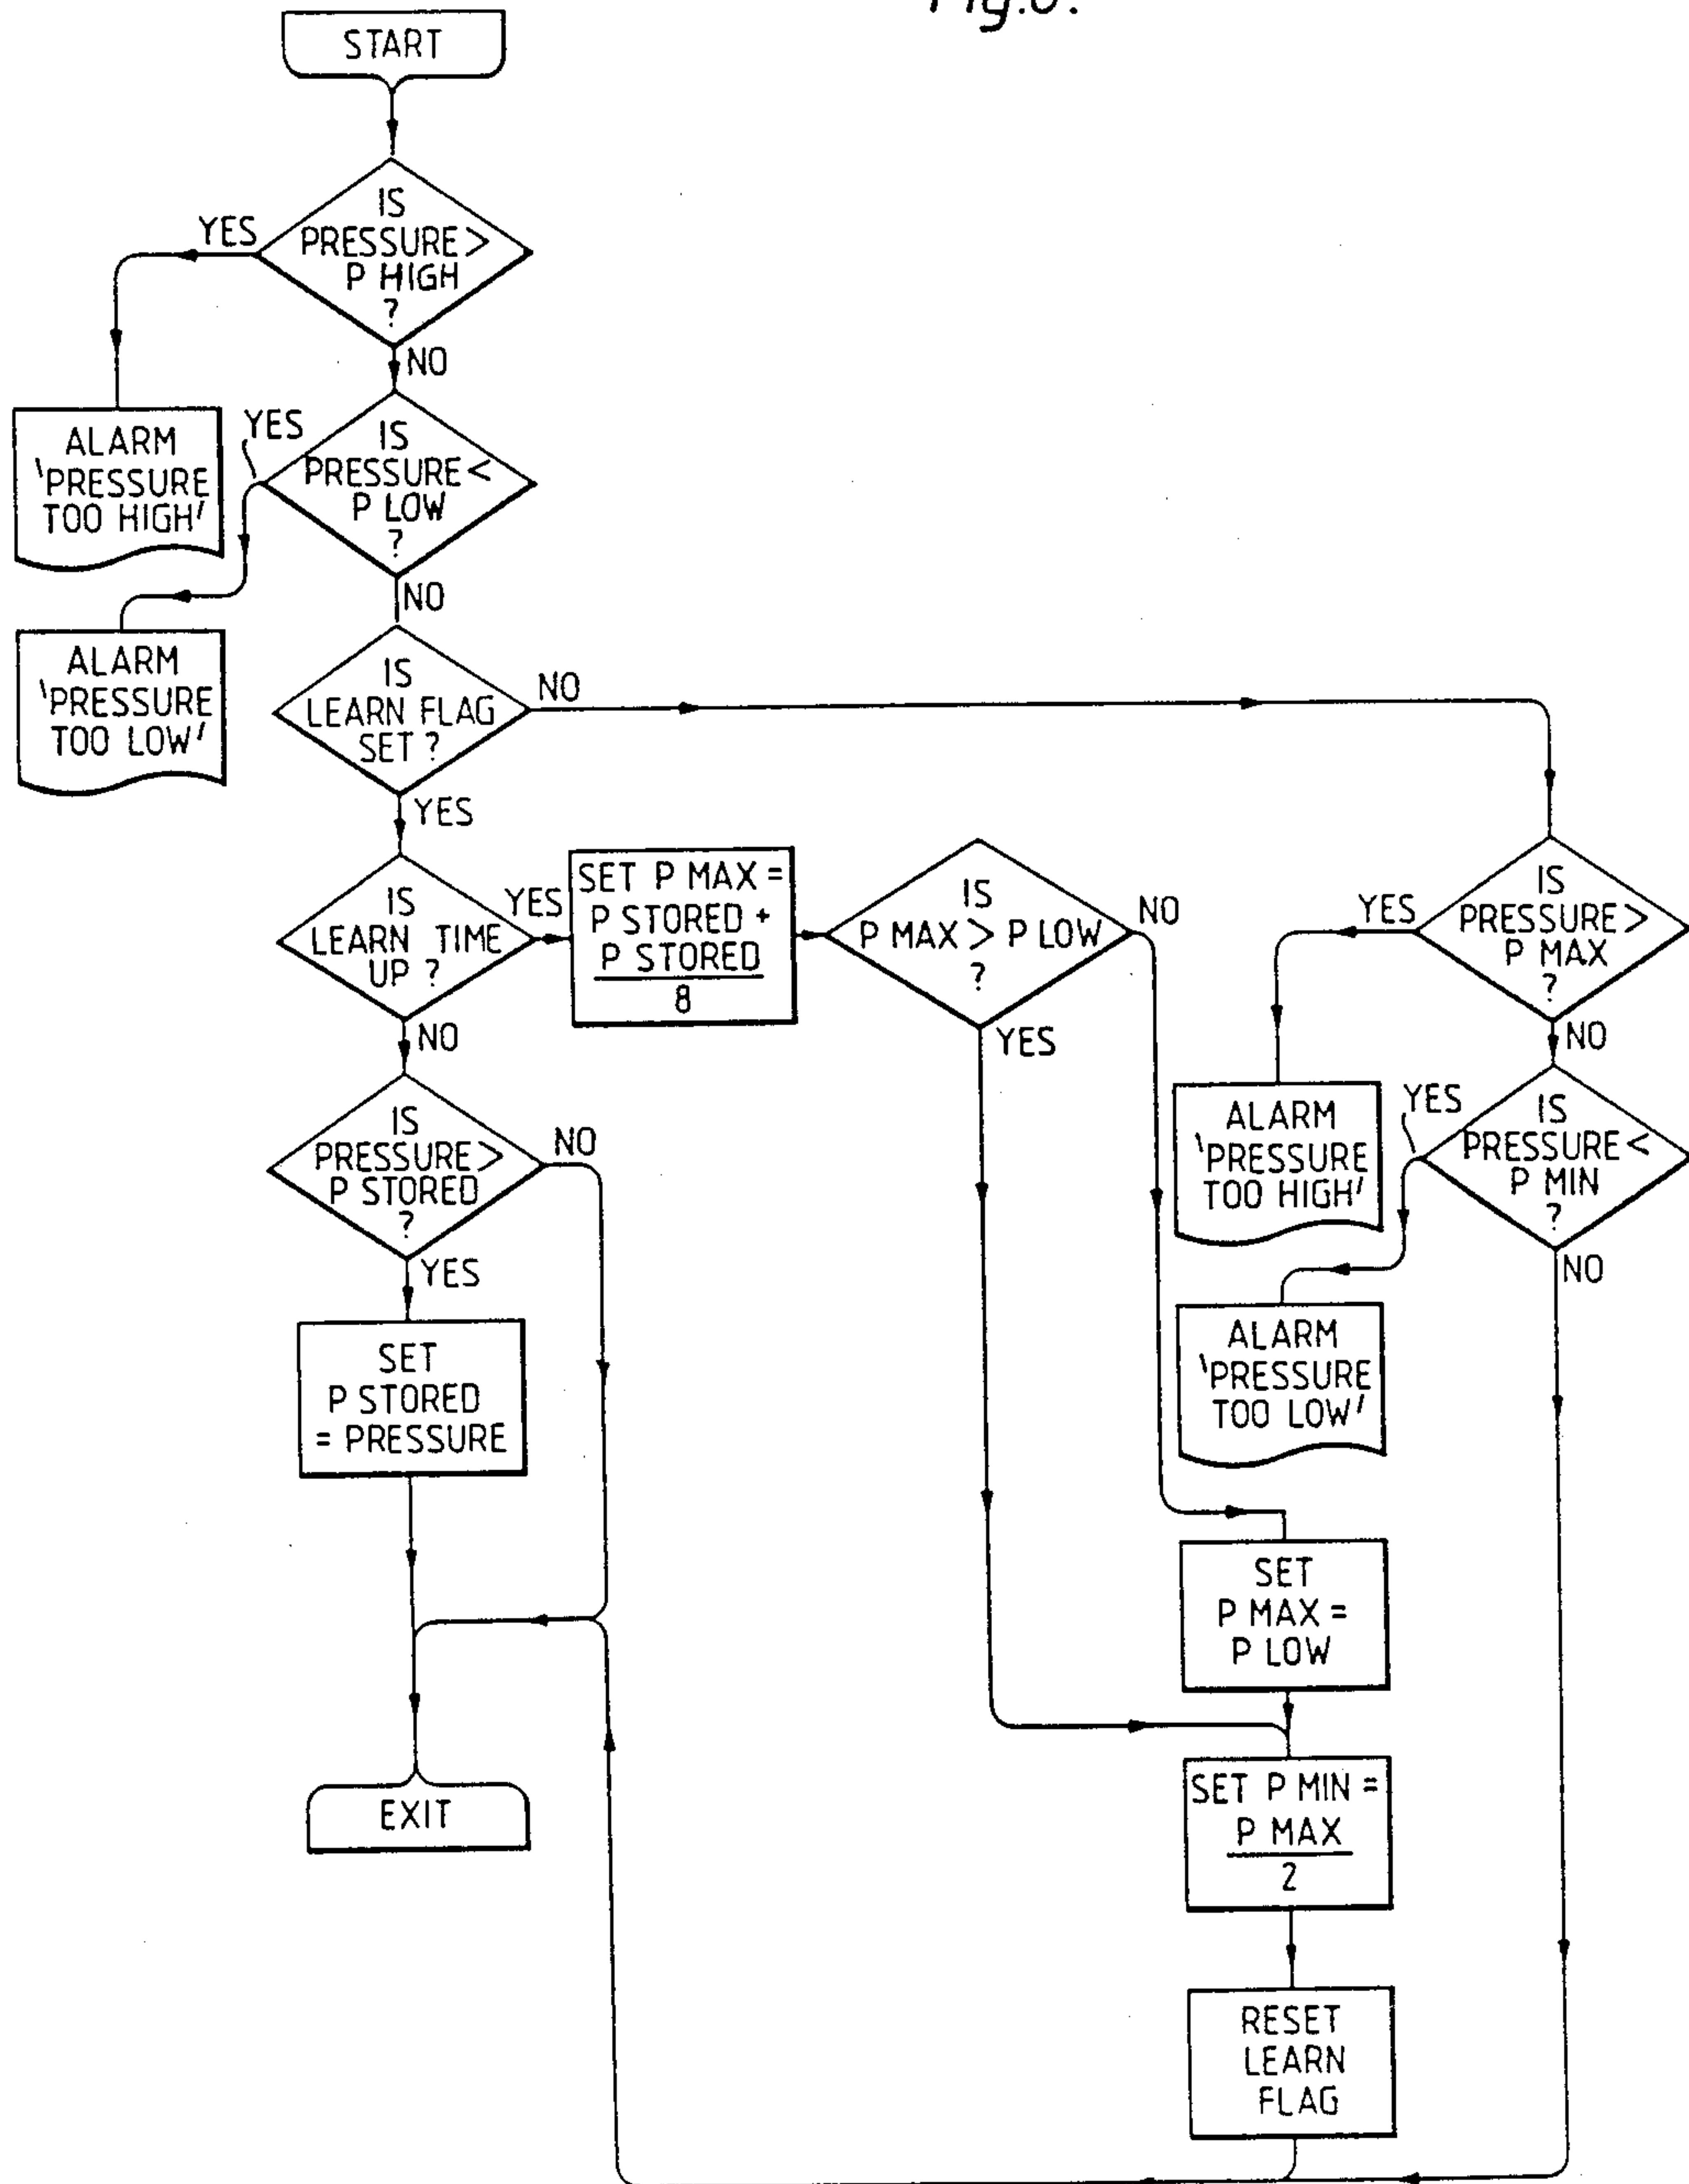 START
IS
PRESSURE >
P HIGH
?
YES
NO
ALARM
'PRESSURE
TOO HIGH'
YES
IS
PRESSURE <
P LOW
?
NO
ALARM
'PRESSURE
TOO LOW'
IS
LEARN FLAG
SET ?
NO
YES
IS
LEARN TIME
UP ?
YES
NO
SET P MAX =
P STORED +
P STORED
8
IS
P MAX > P LOW
?
NO
YES
IS
PRESSURE >
P MAX
?
YES
NO
ALARM
'PRESSURE
TOO HIGH'
YES
IS
PRESSURE <
P MIN
?
NO
ALARM
'PRESSURE
TOO LOW'
IS
PRESSURE >
P STORED
?
NO
YES
SET
P STORED
= PRESSURE
SET
P MAX =
P LOW
SET P MIN =
P MAX
2
RESET
LEARN
FLAG
EXIT